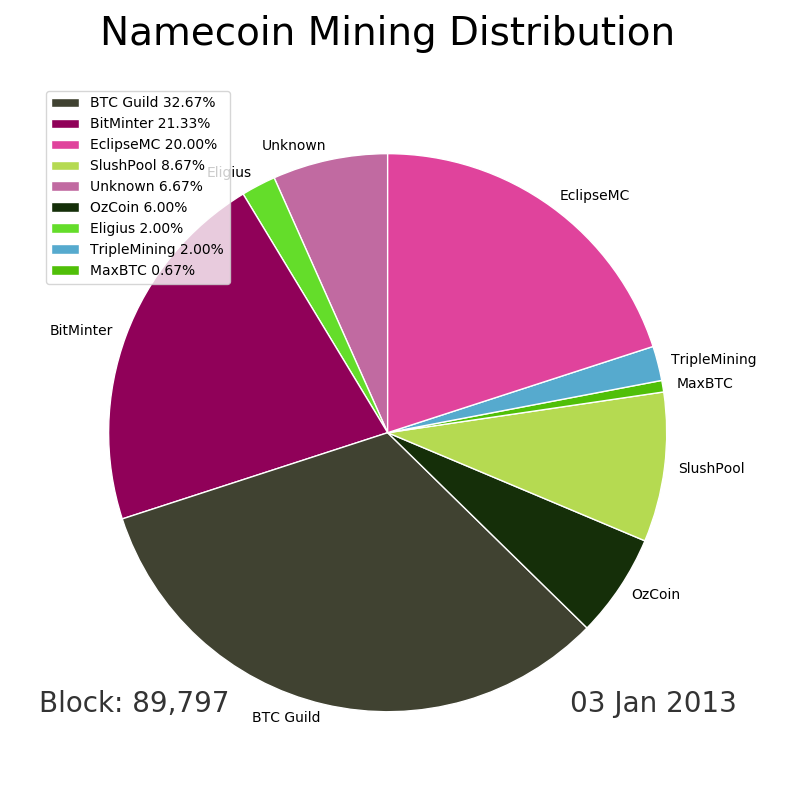 Namecoin Mining Distribution
BTC Guild 32.67%
BitMinter 21.33%
EclipseMC 20.00%
SlushPool 8.67%
Unknown 6.67%
OzCoin 6.00%
Eligius 2.00%
TripleMining 2.00%
MaxBTC 0.67%
Unknown
Eligius
EclipseMC
BitMinter
TripleMining
MaxBTC
SlushPool
OzCoin
BTC Guild
Block: 89,797
03 Jan 2013